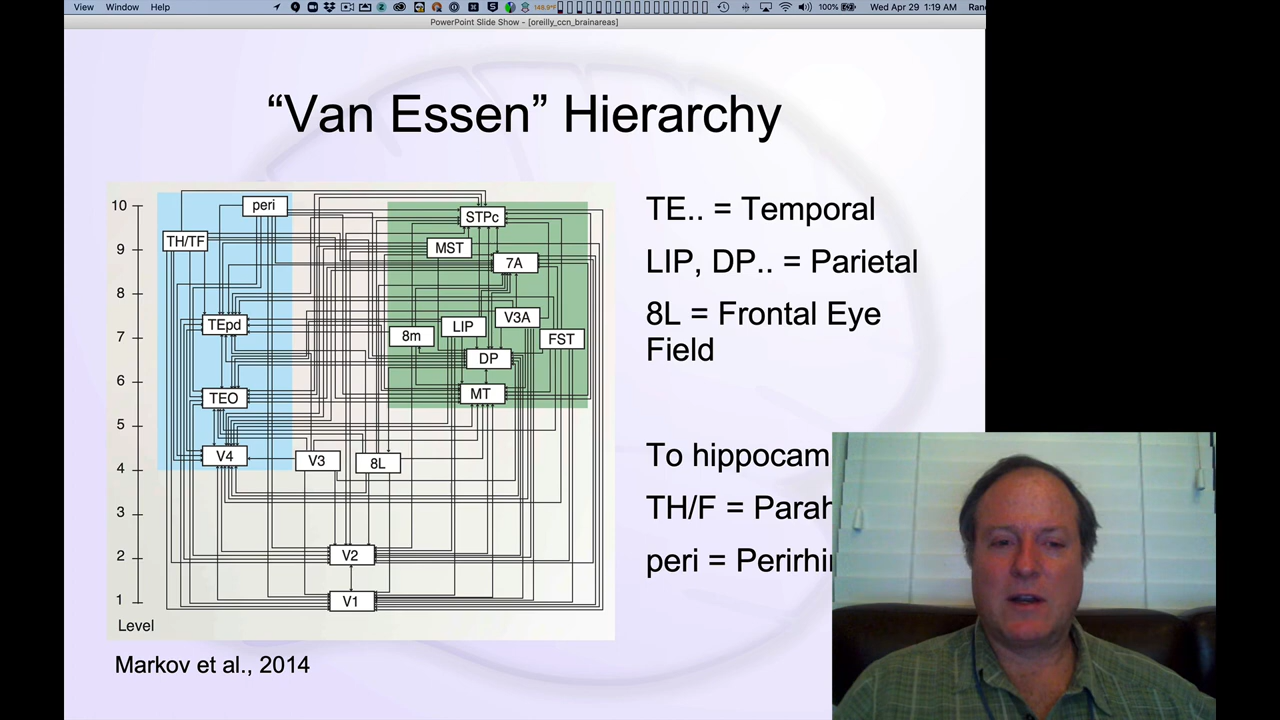 View Window Help
148.9°F
100%
Wed Apr 29 1:19 AM
PowerPoint Slide Show - [oreilly_ccn_brainareas]
“Van Essen” Hierarchy
10
9
8
7
6
5
4
3
2
1
Level
peri
TH/TF
STPc
MST
7A
TEpd
8m
LIP
V3A
FST
DP
TEO
MT
V4
V3
8L
V2
V1
TE.. = Temporal
LIP, DP.. = Parietal
8L = Frontal Eye
Field
To hippocam
TH/F = Parah
peri = Perirhi
Markov et al., 2014